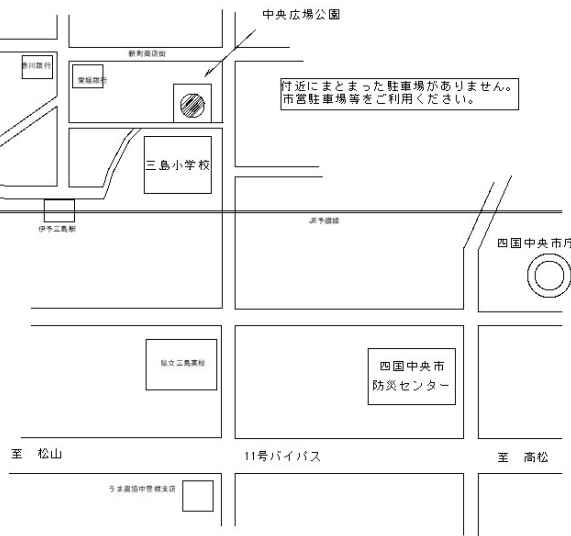 中央広場公園
新町商店街
香川銀行
愛媛銀行
付近にまとまった駐車場がありません。
市営駐車場等をご利用ください。
三島小学校
JR予讃線
伊予三島駅
四国中央市庁
県立三島高校
四国中央市
防災センター
至 松山
11号バイパス
至 高松
うま農協中曽根支店